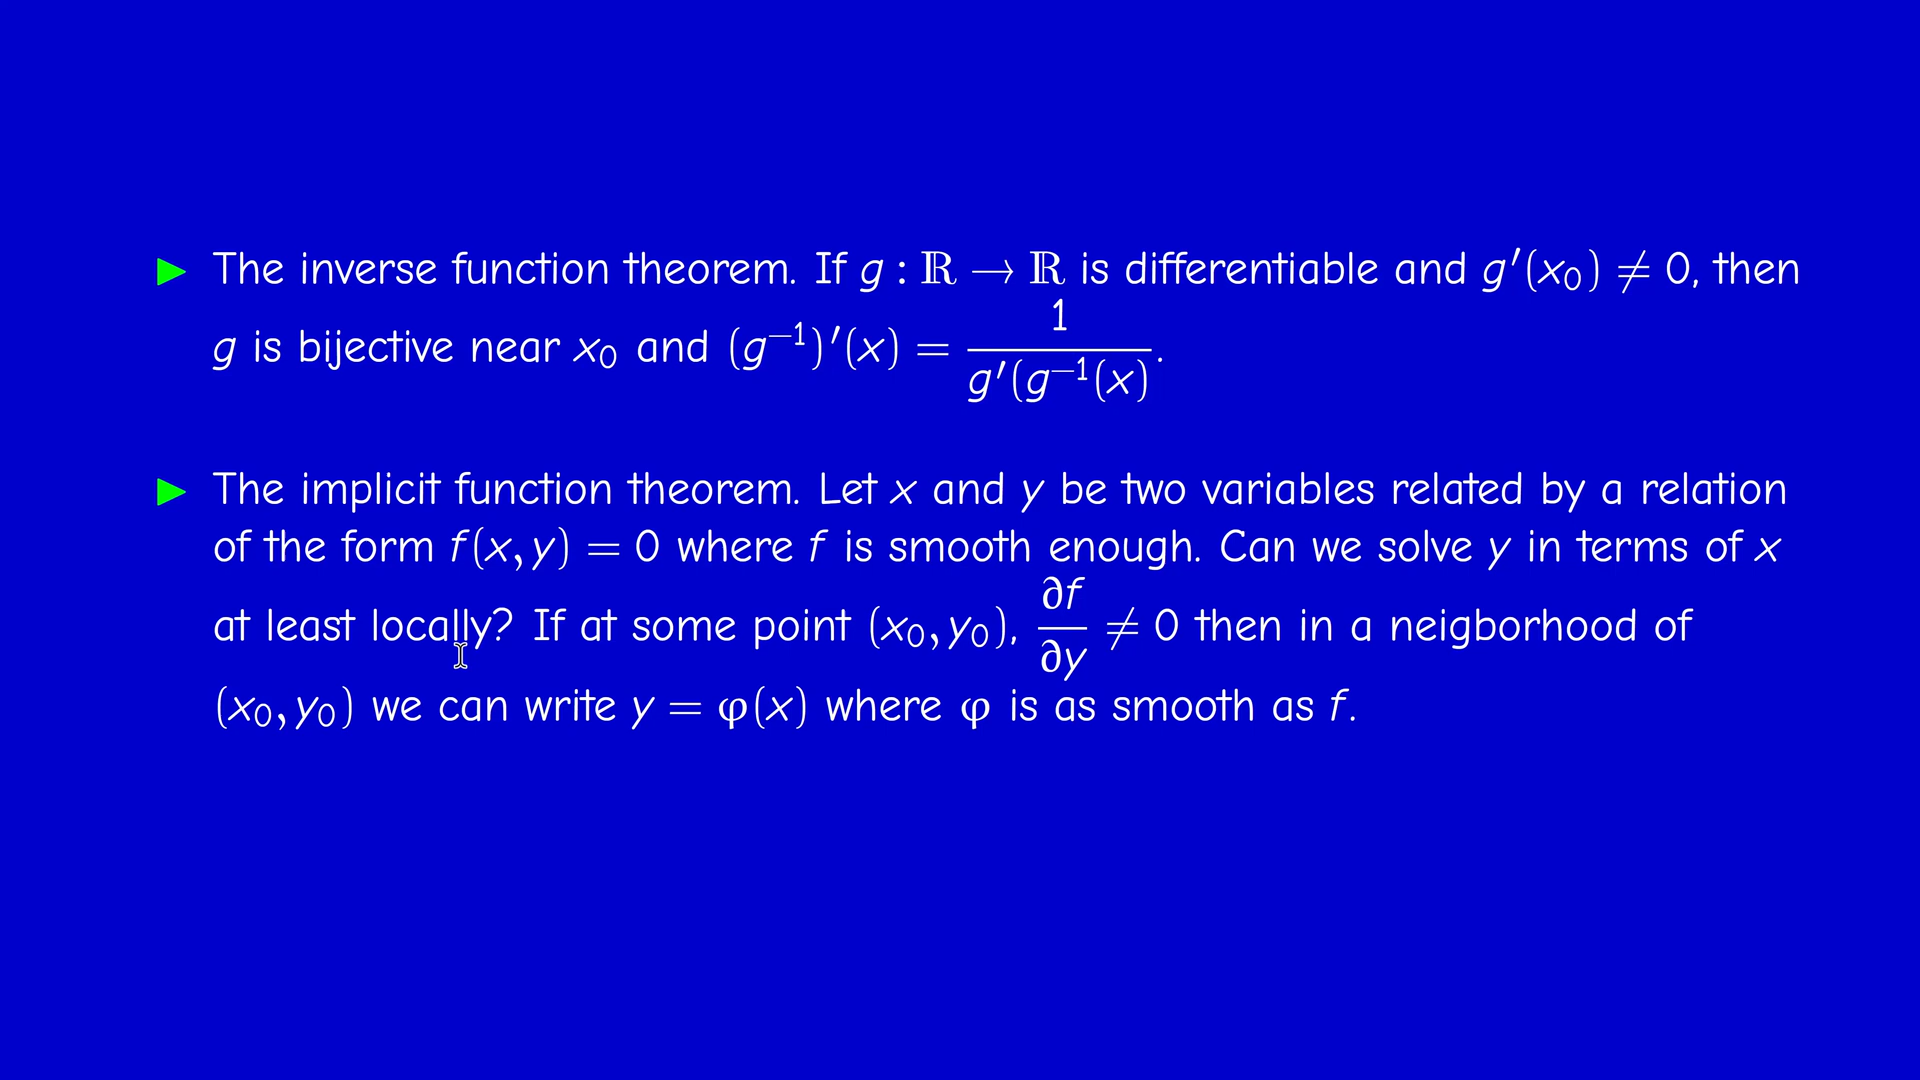 ▶ The inverse function theorem. If g : ℝ → ℝ is differentiable and g′(x₀) ≠ 0, then
g is bijective near x₀ and (g⁻¹)′(x) = 1/g′(g⁻¹(x).
▶ The implicit function theorem. Let x and y be two variables related by a relation
of the form f(x, y) = 0 where f is smooth enough. Can we solve y in terms of x
at least locally? If at some point (x₀, y₀), ∂f/∂y ≠ 0 then in a neigborhood of
(x₀, y₀) we can write y = φ(x) where φ is as smooth as f.